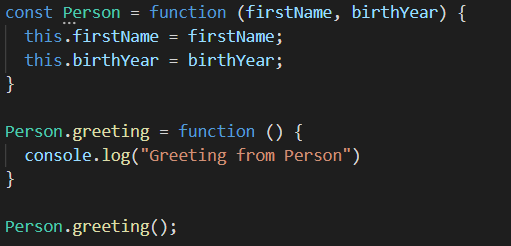 const Person = function (firstName, birthYear) {
  this.firstName = firstName;
  this.birthYear = birthYear;
}

Person.greeting = function () {
  console.log("Greeting from Person")
}

Person.greeting();